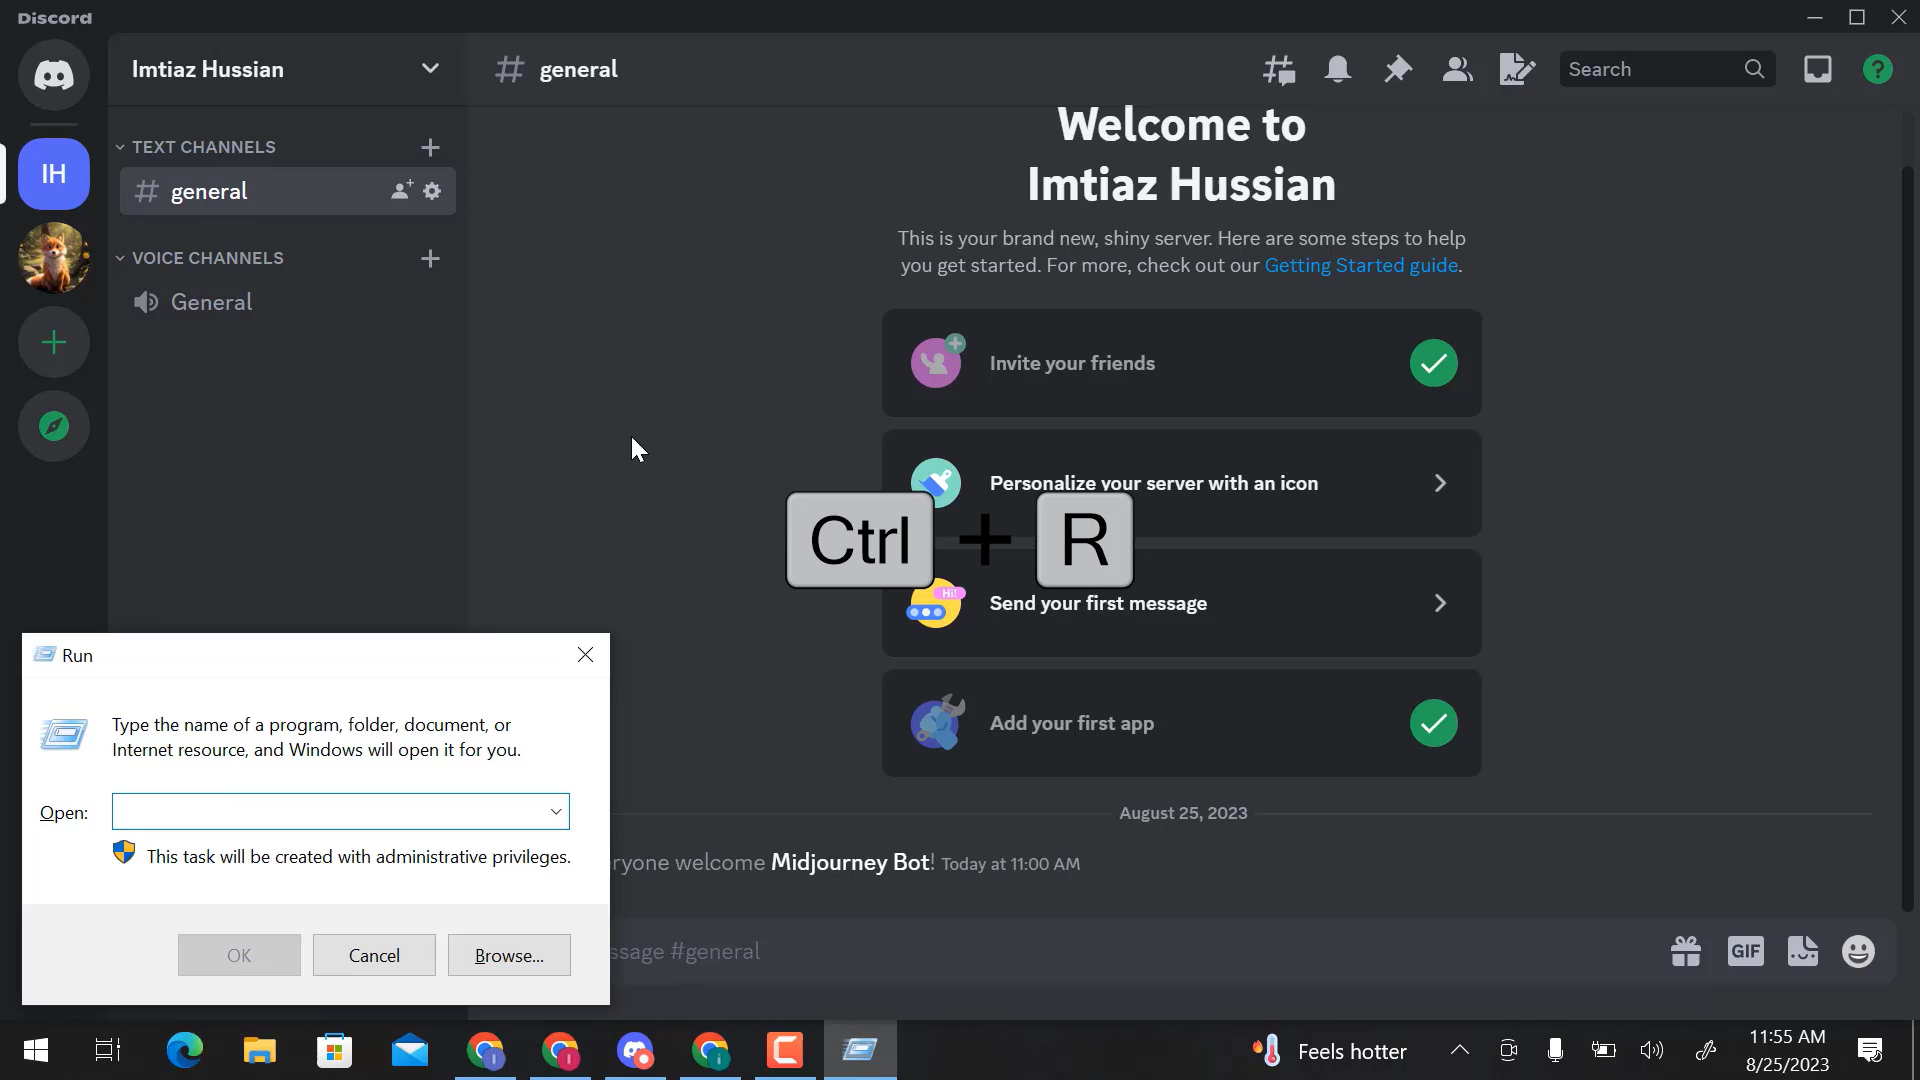 Discord
Imtiaz Hussian
TEXT CHANNELS
general
VOICE CHANNELS
General
IH
general
Search
?
Welcome to
Imtiaz Hussian
This is your brand new, shiny server. Here are some steps to help
you get started. For more, check out our Getting Started guide.
Invite your friends
Personalize your server with an icon
Ctrl + R
Hi!
Send your first message
Add your first app
August 25, 2023
ryone welcome Midjourney Bot! Today at 11:00 AM
ssage #general
GIF
Run
Type the name of a program, folder, document, or
Internet resource, and Windows will open it for you.
Open:
This task will be created with administrative privileges.
OK
Cancel
Browse...
I
I
i
Feels hotter
11:55 AM
8/25/2023